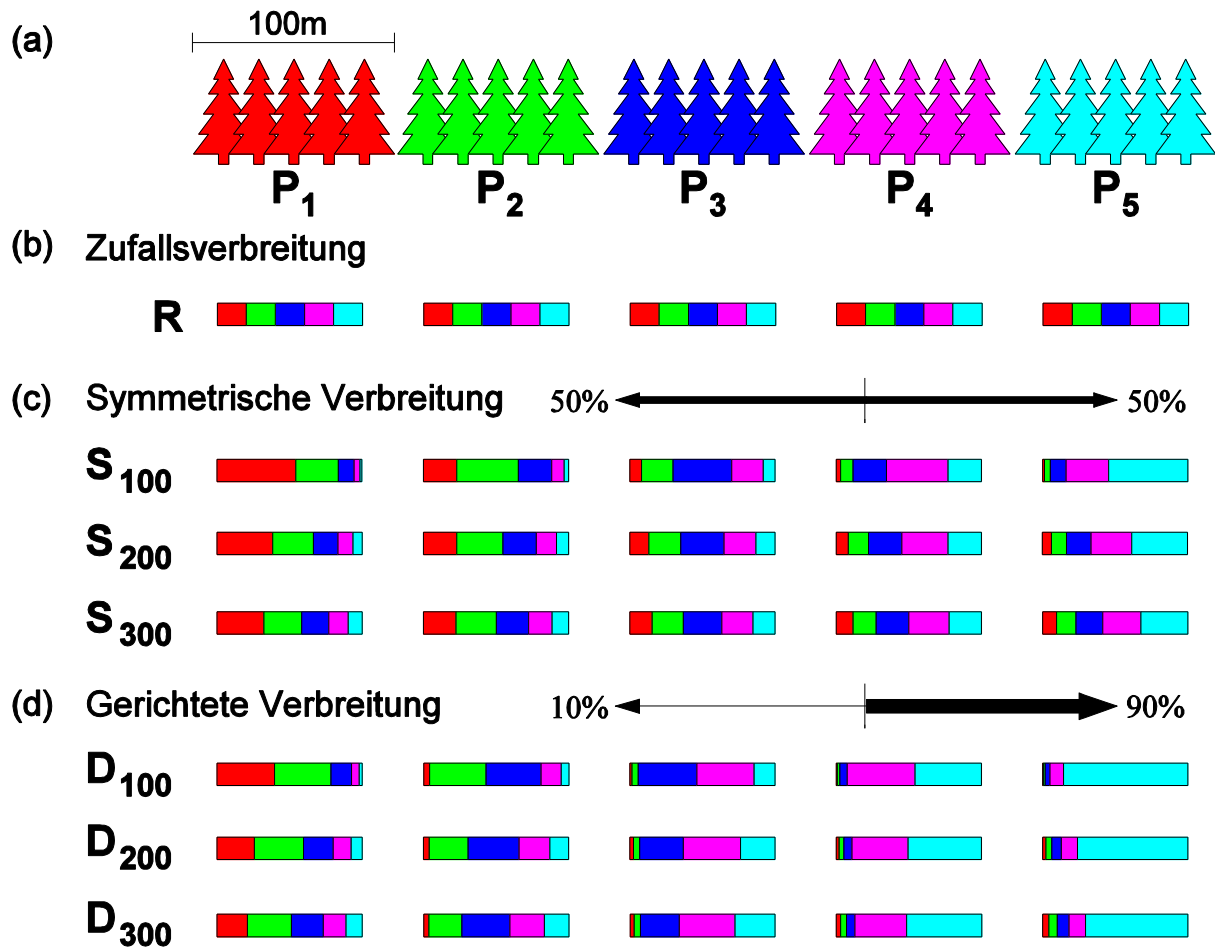 (a) 100m
P1 P2 P3 P4 P5
(b) Zufallsverbreitung
R
(c) Symmetrische Verbreitung 50% 50%
S100
S200
S300
(d) Gerichtete Verbreitung 10% 90%
D100
D200
D300